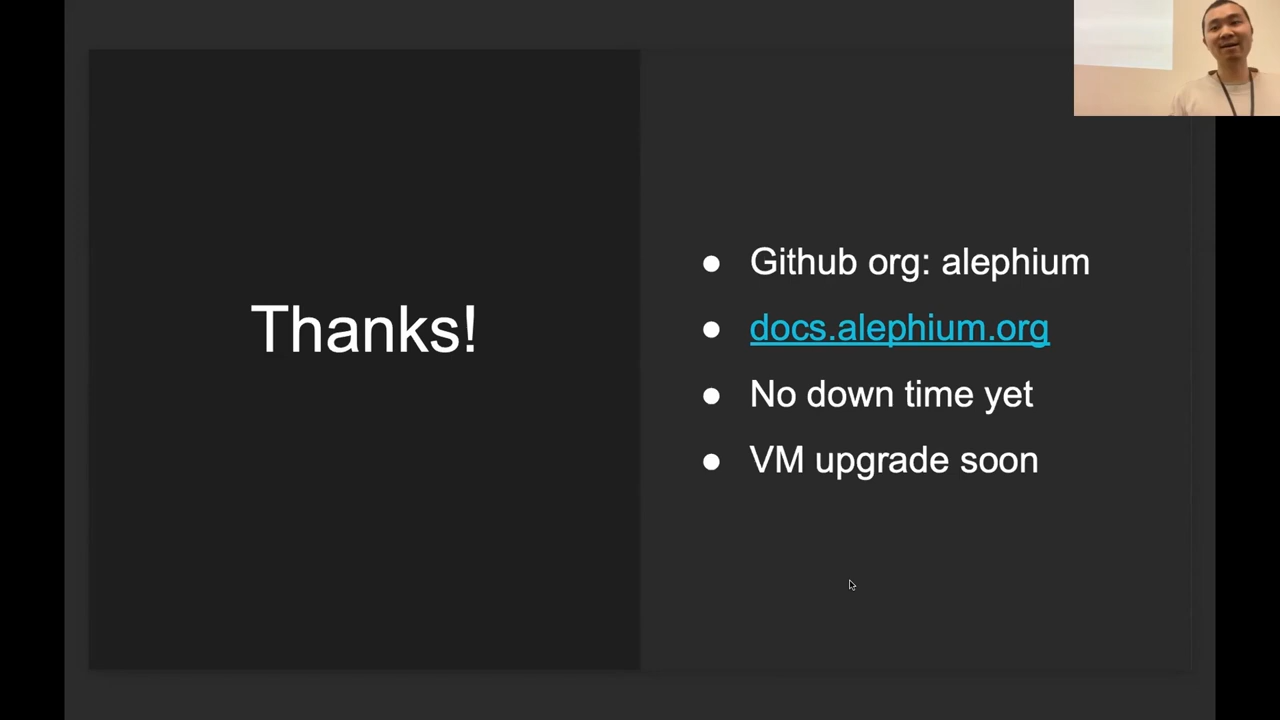 Thanks!
Github org: alephium
docs.alephium.org
No down time yet
VM upgrade soon